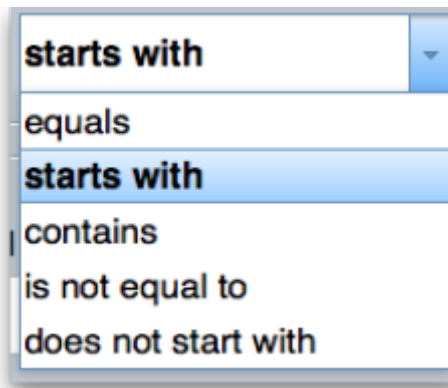 starts with
equals
starts with
contains
is not equal to
does not start with